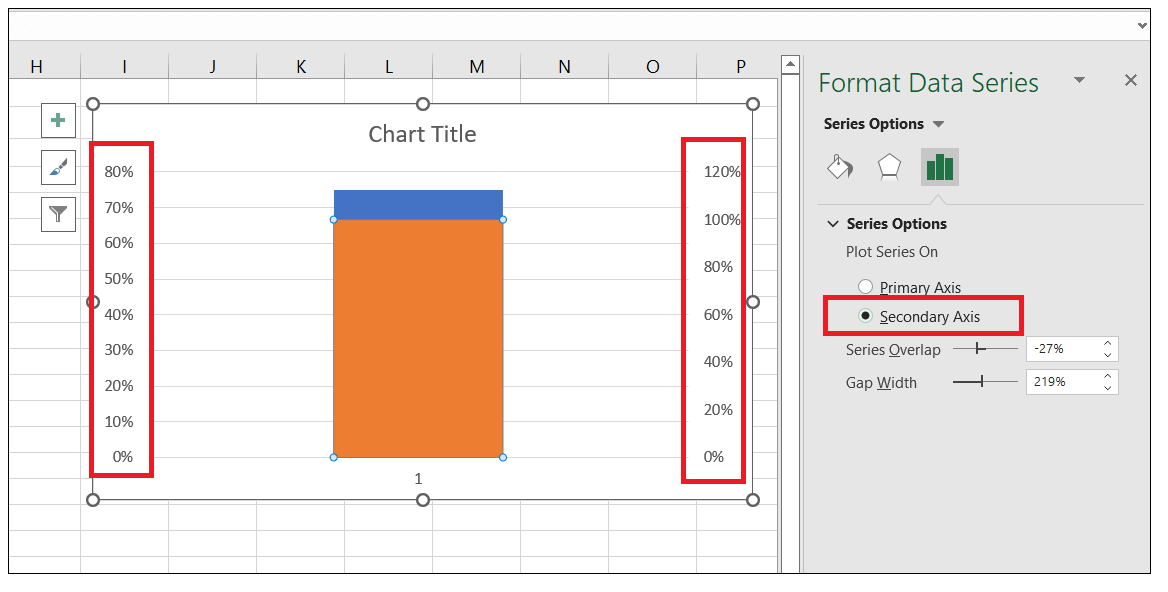 H I J K L M N O P
Chart Title
80%
70%
60%
50%
40%
30%
20%
10%
0%
120%
100%
80%
60%
40%
20%
0%
1
Format Data Series
Series Options
Series Options
Plot Series On
Primary Axis
Secondary Axis
Series Overlap -27%
Gap Width 219%